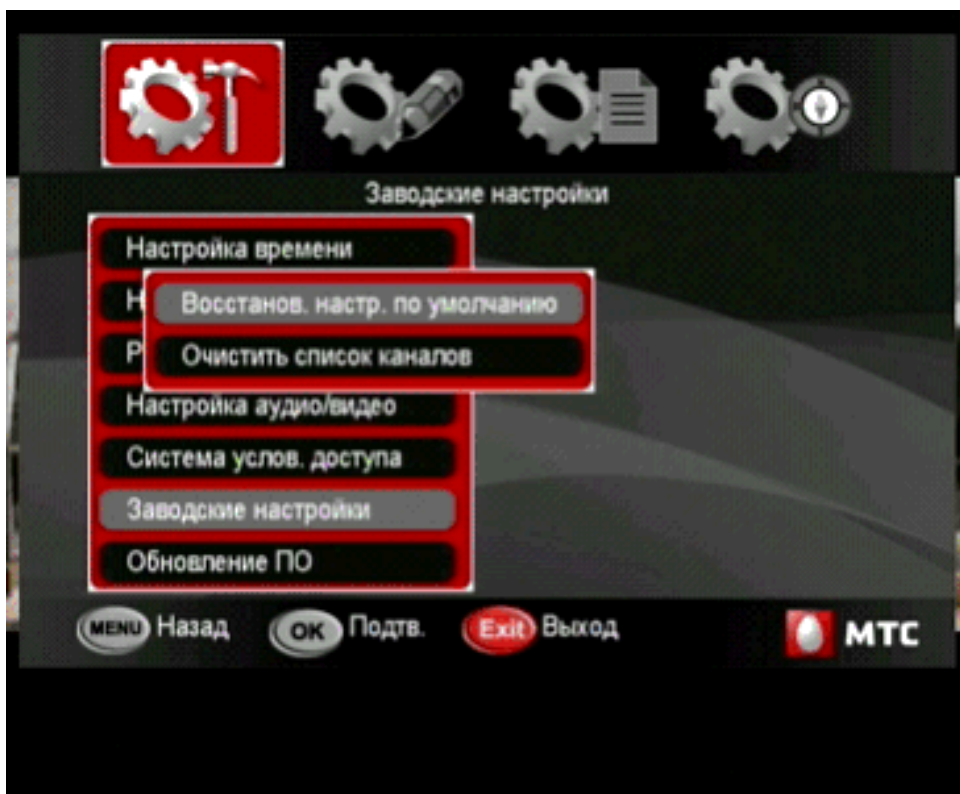 Заводские настройки
Настройка времени
Н
Восстанов. настр. по умолчанию
Р
Очистить список каналов
Настройка аудио/видео
Система услов. доступа
Заводские настройки
Обновление ПО
MENU Назад OK Подтв. Exit Выход МТС